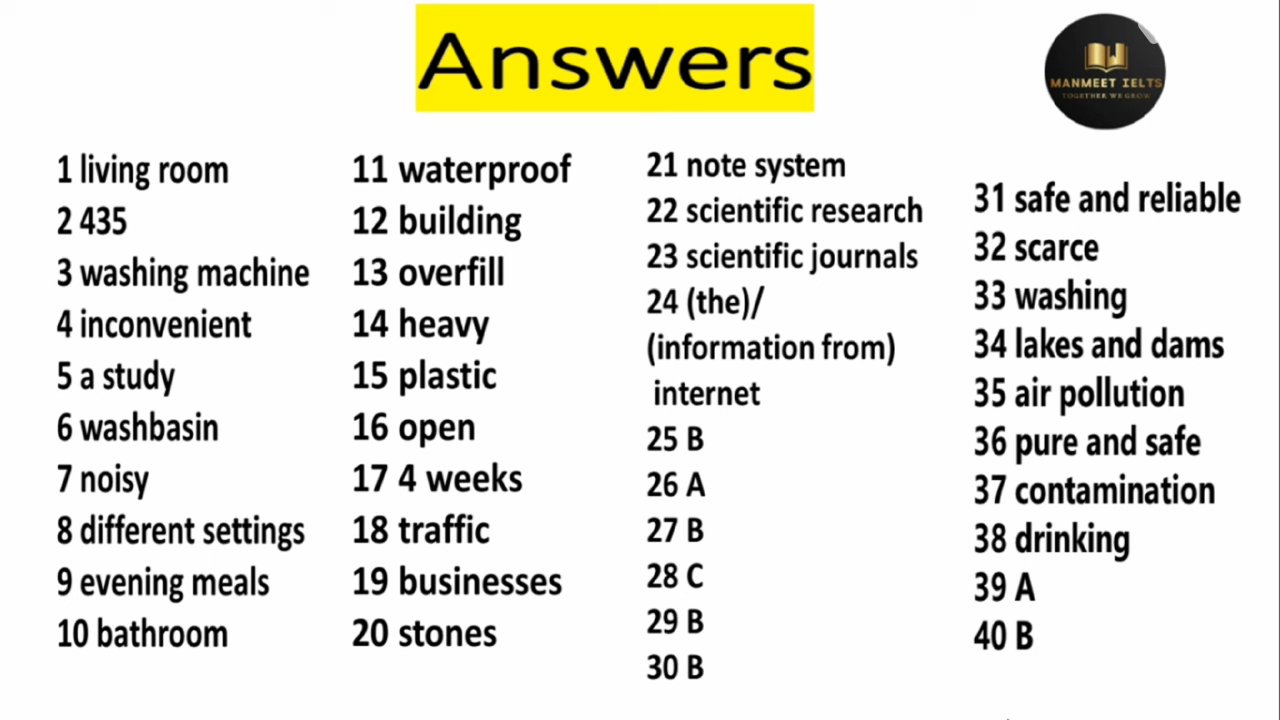 Answers
MANMEET IELTS
TOGETHER WE GROW
1 living room
2 435
3 washing machine
4 inconvenient
5 a study
6 washbasin
7 noisy
8 different settings
9 evening meals
10 bathroom
11 waterproof
12 building
13 overfill
14 heavy
15 plastic
16 open
17 4 weeks
18 traffic
19 businesses
20 stones
21 note system
22 scientific research
23 scientific journals
24 (the)/
(information from)
internet
25 B
26 A
27 B
28 C
29 B
30 B
31 safe and reliable
32 scarce
33 washing
34 lakes and dams
35 air pollution
36 pure and safe
37 contamination
38 drinking
39 A
40 B